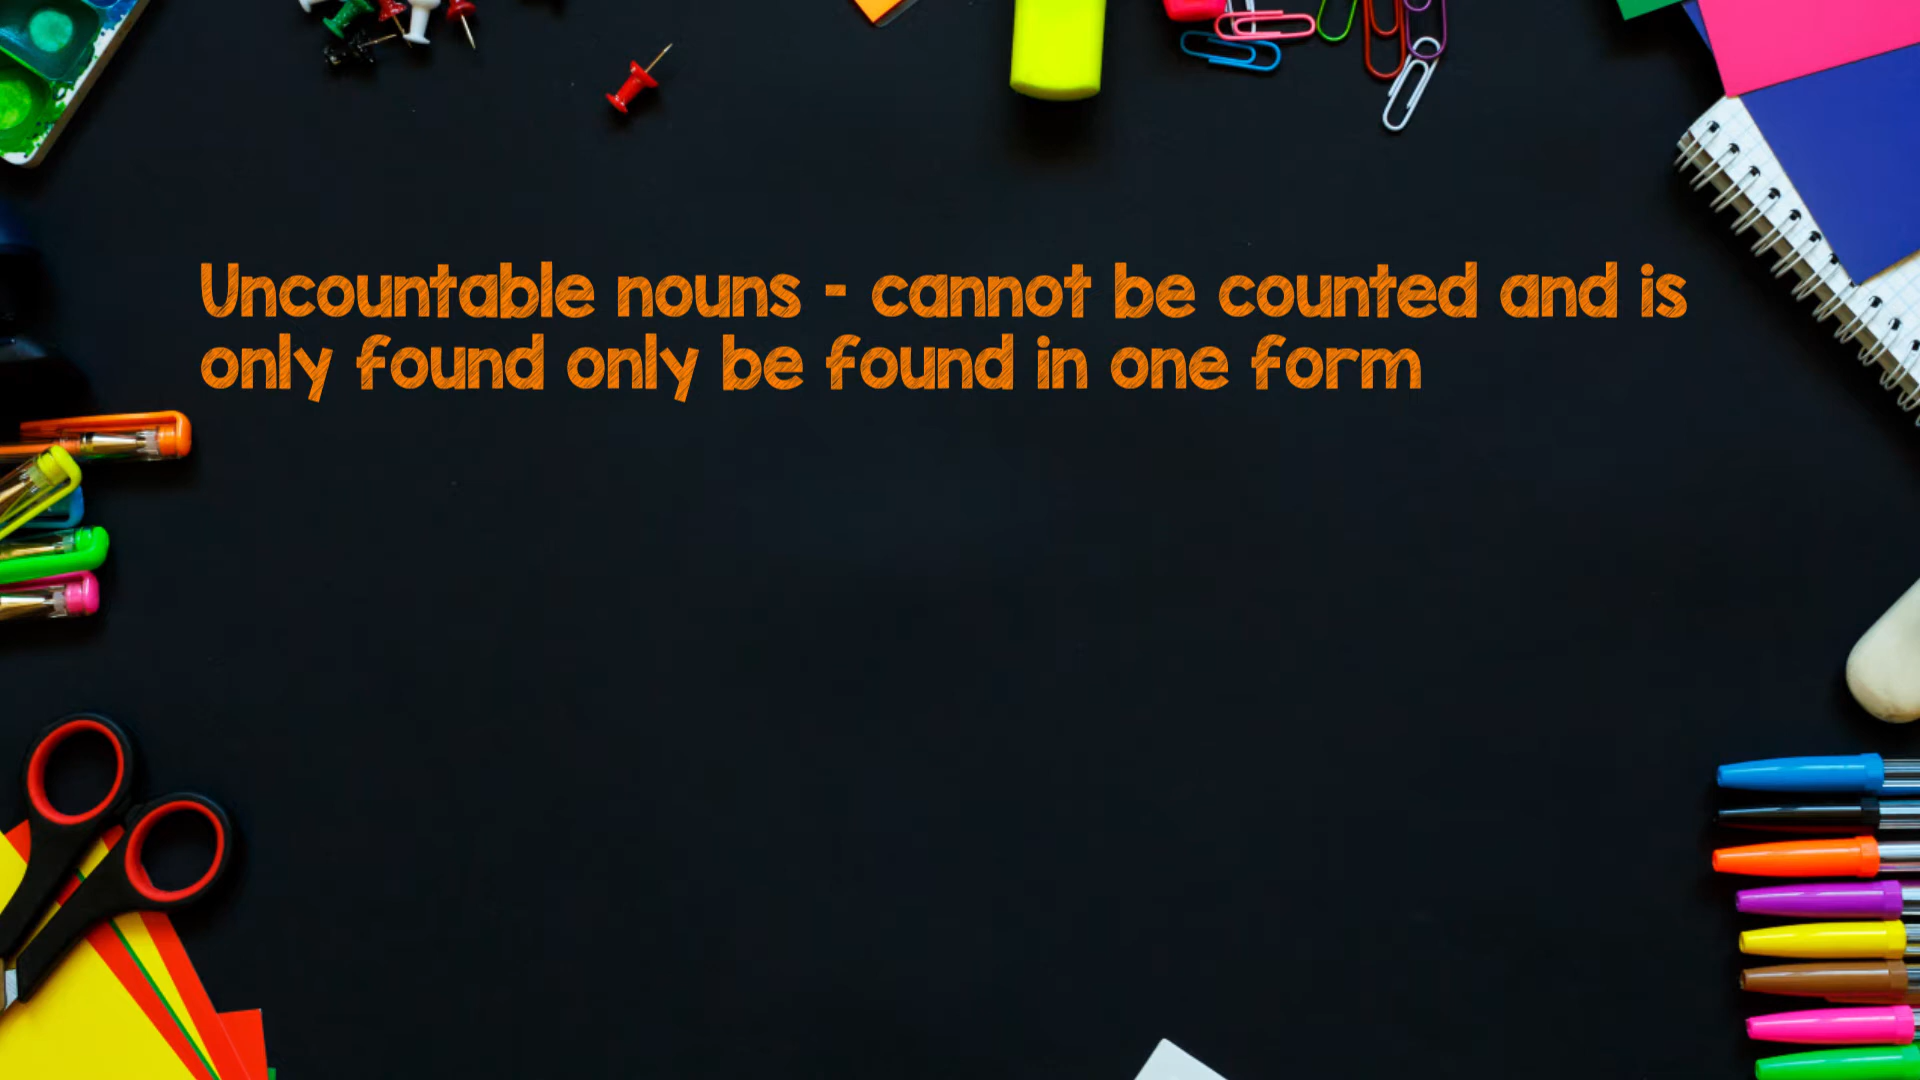 Uncountable nouns - cannot be counted and is
only found only be found in one form